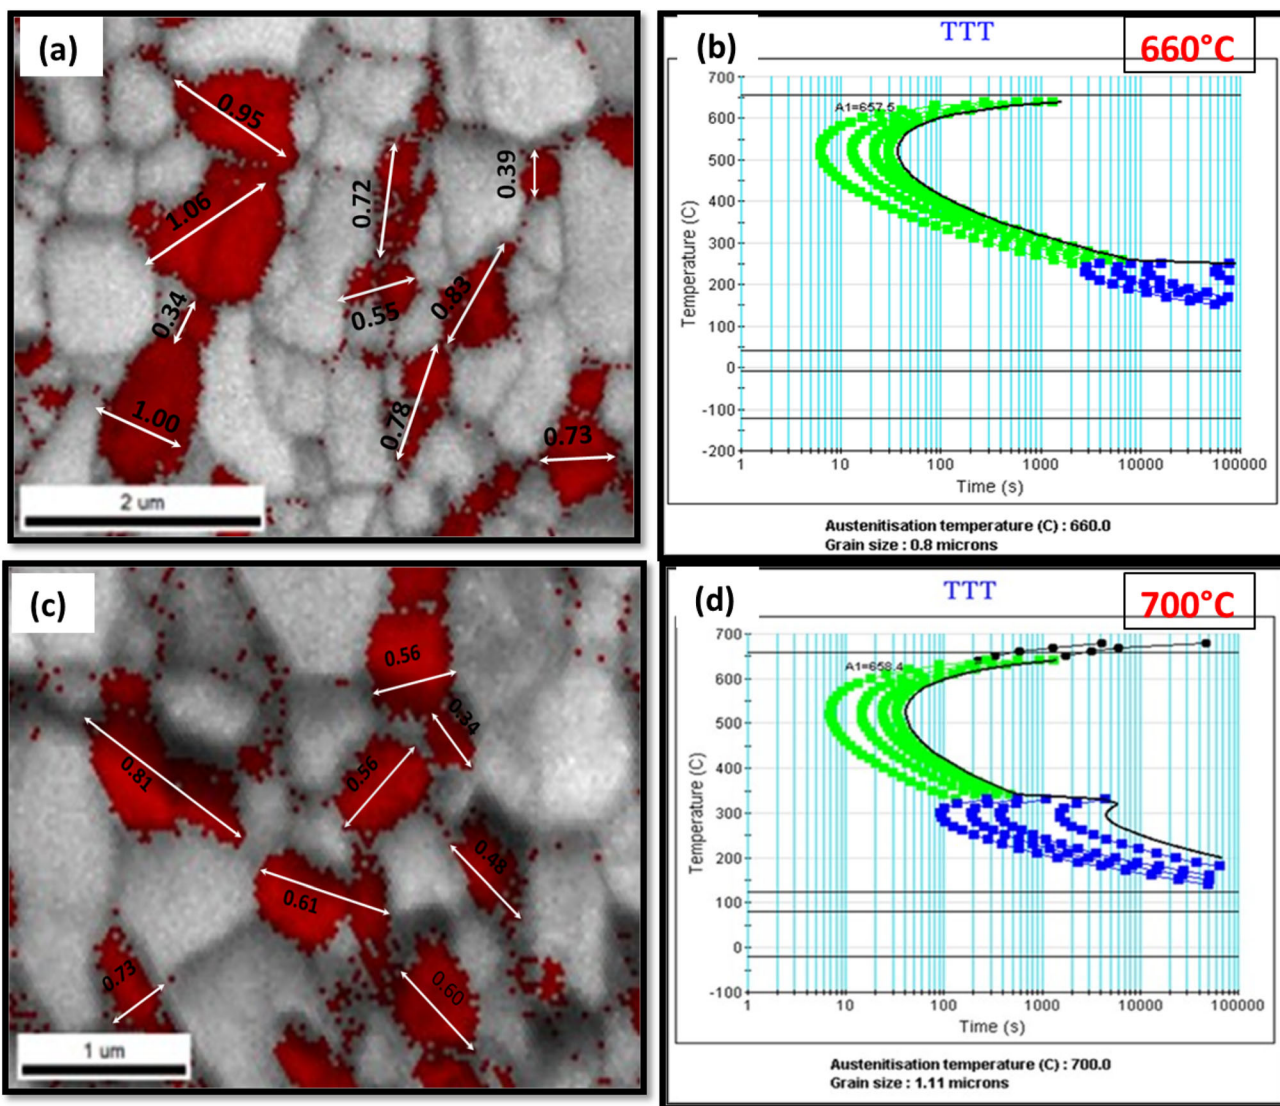 (a)
0.95
1.06
0.72
0.39
0.34
0.55
0.83
1.00
0.78
0.73
2 um
(b)
TTT
660°C
700
600
500
400
300
200
100
0
-100
-200
A1=657.5
Temperature (C)
1
10
100
1000
10000
100000
Time (s)
Austenitisation temperature (C) : 660.0
Grain size : 0.8 microns
(c)
0.56
0.34
0.81
0.56
0.48
0.61
0.73
0.60
1 um
(d)
TTT
700°C
700
600
500
400
300
200
100
0
-100
A1=658.4
Temperature (C)
1
10
100
1000
10000
100000
Time (s)
Austenitisation temperature (C) : 700.0
Grain size : 1.11 microns